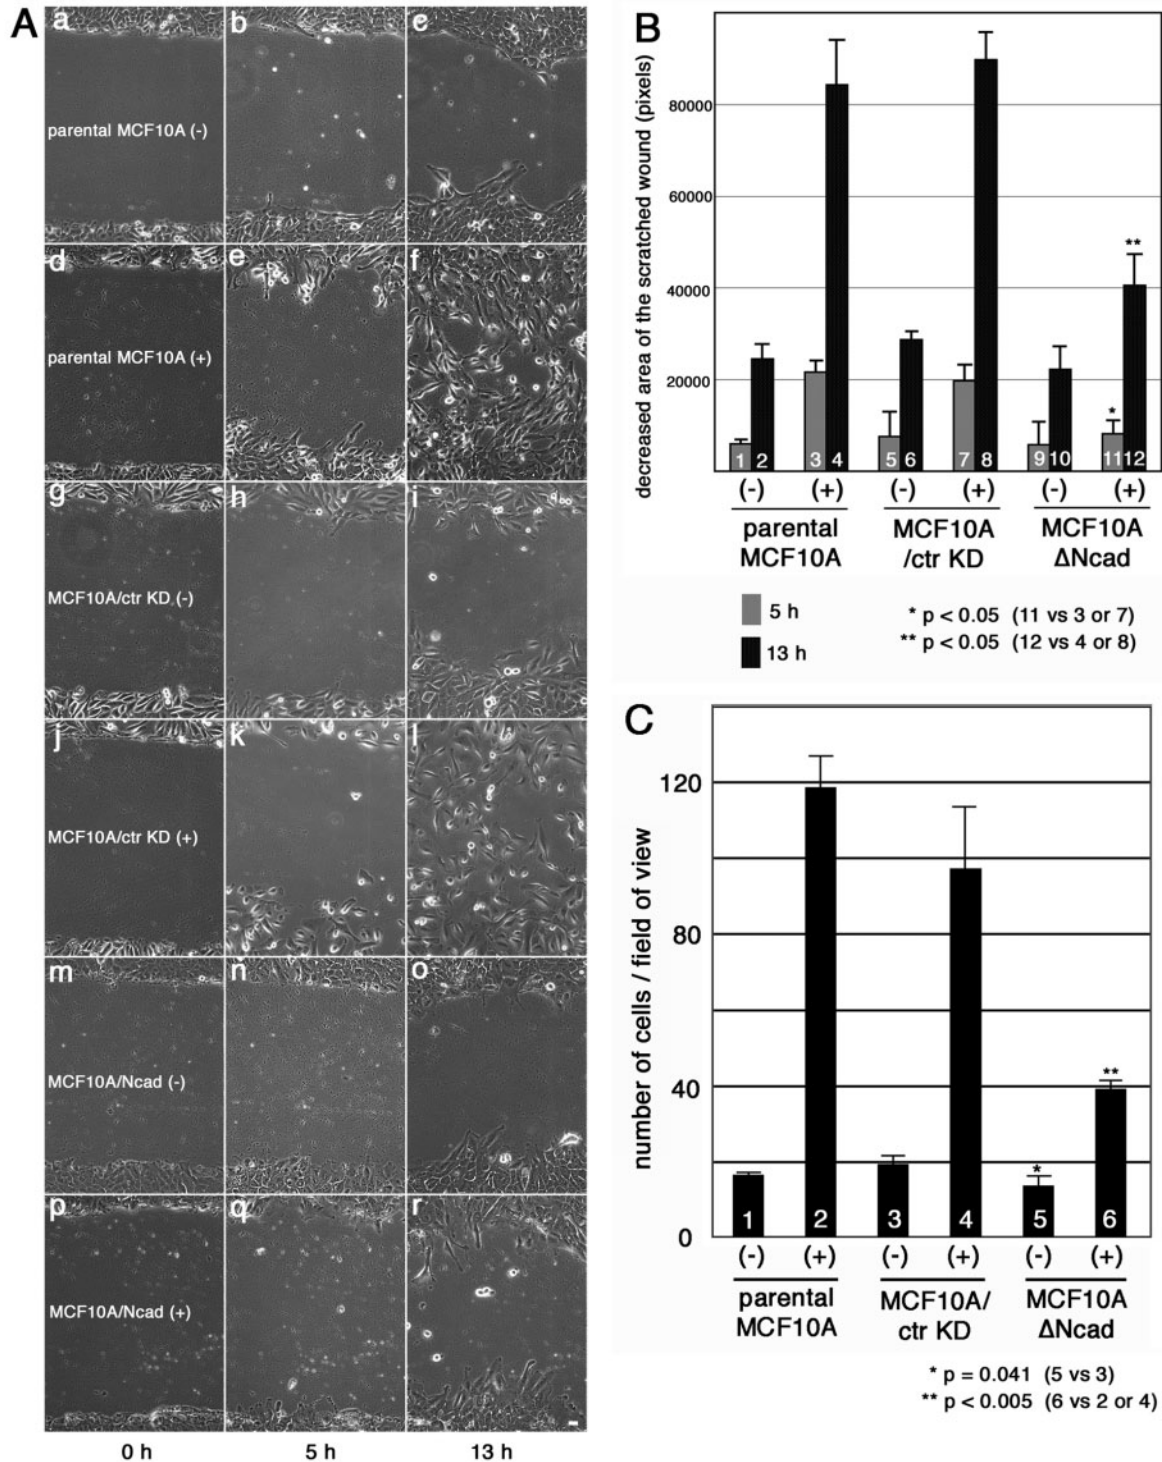 A
a
b
c
parental MCF10A (-)
d
e
f
parental MCF10A (+)
g
h
i
MCF10A/ctr KD (-)
j
k
l
MCF10A/ctr KD (+)
m
n
o
MCF10A/Ncad (-)
p
q
r
MCF10A/Ncad (+)
0 h
5 h
13 h
B
decreased area of the scratched wound (pixels)
80000
60000
40000
20000
**
*
1 2 3 4 5 6 7 8 9 10 11 12
(-) (+) (-) (+) (-) (+)
parental MCF10A
MCF10A /ctr KD
MCF10A ΔNcad
5 h
13 h
* p < 0.05 (11 vs 3 or 7)
** p < 0.05 (12 vs 4 or 8)
C
number of cells / field of view
120
80
40
0
**
*
1 2 3 4 5 6
(-) (+) (-) (+) (-) (+)
parental MCF10A
MCF10A/ ctr KD
MCF10A ΔNcad
* p = 0.041 (5 vs 3)
** p < 0.005 (6 vs 2 or 4)